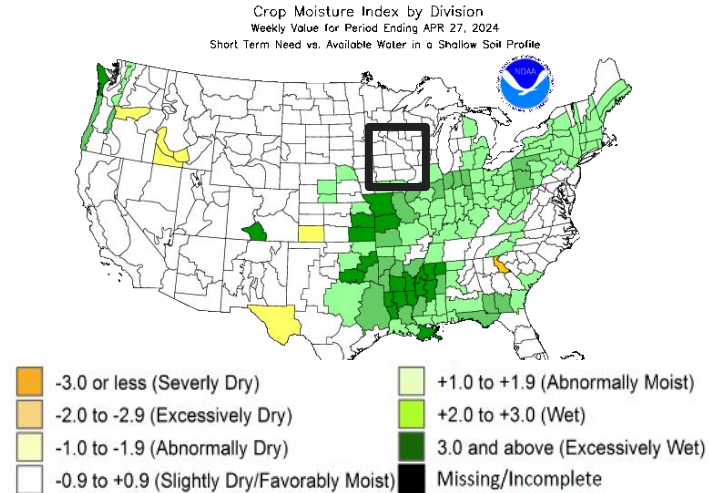 Crop Moisture Index by Division
Weekly Value for Period Ending APR 27, 2024
Short Term Need vs. Available Water in a Shallow Soil Profile
NOAA
-3.0 or less (Severly Dry)
-2.0 to -2.9 (Excessively Dry)
-1.0 to -1.9 (Abnormally Dry)
-0.9 to +0.9 (Slightly Dry/Favorably Moist)
+1.0 to +1.9 (Abnormally Moist)
+2.0 to +3.0 (Wet)
3.0 and above (Excessively Wet)
Missing/Incomplete